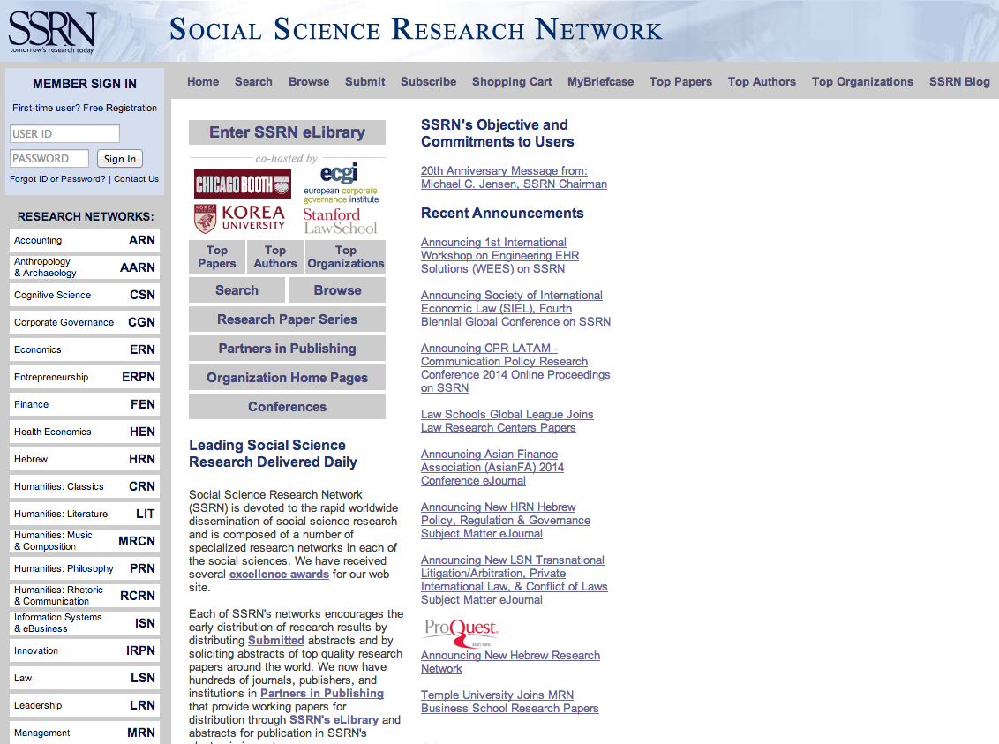 SSRN
tomorrow's research today
SOCIAL SCIENCE RESEARCH NETWORK
MEMBER SIGN IN
First-time user? Free Registration
USER ID
PASSWORD
Sign In
Forgot ID or Password? | Contact Us
RESEARCH NETWORKS:
Accounting ARN
Anthropology
& Archaeology AARN
Cognitive Science CSN
Corporate Governance CGN
Economics ERN
Entrepreneurship ERPN
Finance FEN
Health Economics HEN
Hebrew HRN
Humanities: Classics CRN
Humanities: Literature LIT
Humanities: Music
& Composition MRCN
Humanities: Philosophy PRN
Humanities: Rhetoric
& Communication RCRN
Information Systems
& eBusiness ISN
Innovation IRPN
Law LSN
Leadership LRN
Management MRN
Home Search Browse Submit Subscribe Shopping Cart MyBriefcase Top Papers Top Authors Top Organizations SSRN Blog
Enter SSRN eLibrary
co-hosted by
CHICAGO BOOTH
ecgi
european corporate
governance institute
KOREA
UNIVERSITY
Stanford
LawSchool
Top
Papers
Top
Authors
Top
Organizations
Search
Browse
Research Paper Series
Partners in Publishing
Organization Home Pages
Conferences
Leading Social Science
Research Delivered Daily
Social Science Research Network
(SSRN) is devoted to the rapid worldwide
dissemination of social science research
and is composed of a number of
specialized research networks in each of
the social sciences. We have received
several excellence awards for our web
site.
Each of SSRN's networks encourages the
early distribution of research results by
distributing Submitted abstracts and by
soliciting abstracts of top quality research
papers around the world. We now have
hundreds of journals, publishers, and
institutions in Partners in Publishing
that provide working papers for
distribution through SSRN's eLibrary and
abstracts for publication in SSRN's
SSRN's Objective and
Commitments to Users
20th Anniversary Message from:
Michael C. Jensen, SSRN Chairman
Recent Announcements
Announcing 1st International
Workshop on Engineering EHR
Solutions (WEES) on SSRN
Announcing Society of International
Economic Law (SIEL), Fourth
Biennial Global Conference on SSRN
Announcing CPR LATAM -
Communication Policy Research
Conference 2014 Online Proceedings
on SSRN
Law Schools Global League Joins
Law Research Centers Papers
Announcing Asian Finance
Association (AsianFA) 2014
Conference eJournal
Announcing New HRN Hebrew
Policy, Regulation & Governance
Subject Matter eJournal
Announcing New LSN Transnational
Litigation/Arbitration, Private
International Law, & Conflict of Laws
Subject Matter eJournal
ProQuest
Start here.
Announcing New Hebrew Research
Network
Temple University Joins MRN
Business School Research Papers